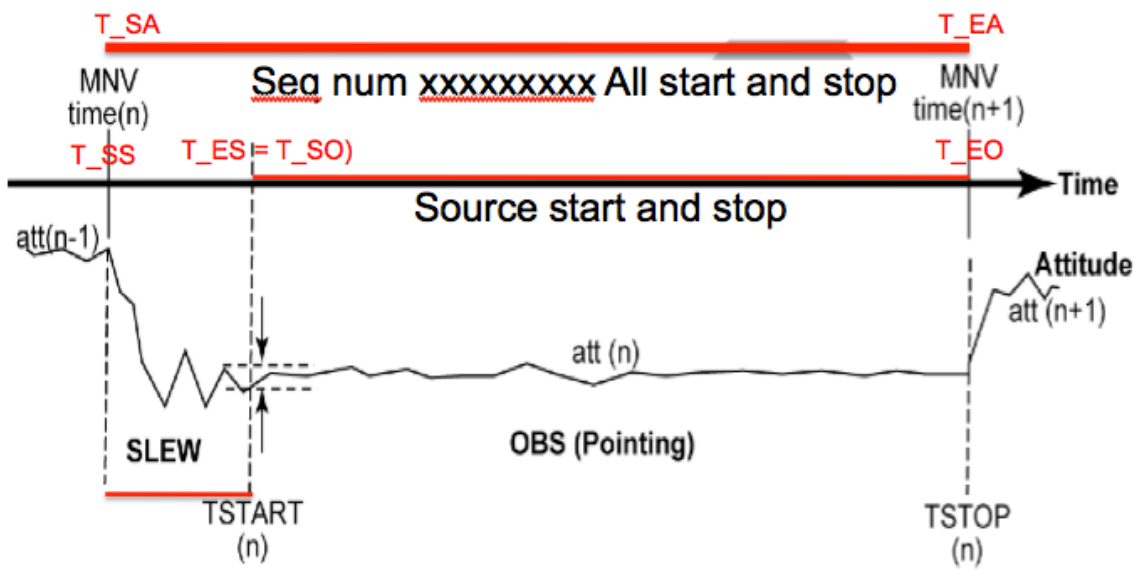 T_SA
T_EA
MNV
time(n)
Seq num xxxxxxxxx All start and stop
MNV
time(n+1)
T_SS
T_ES = T_SO)
T_EO
Time
Source start and stop
att(n-1)
Attitude
att (n+1)
att (n)
SLEW
OBS (Pointing)
TSTART
(n)
TSTOP
(n)